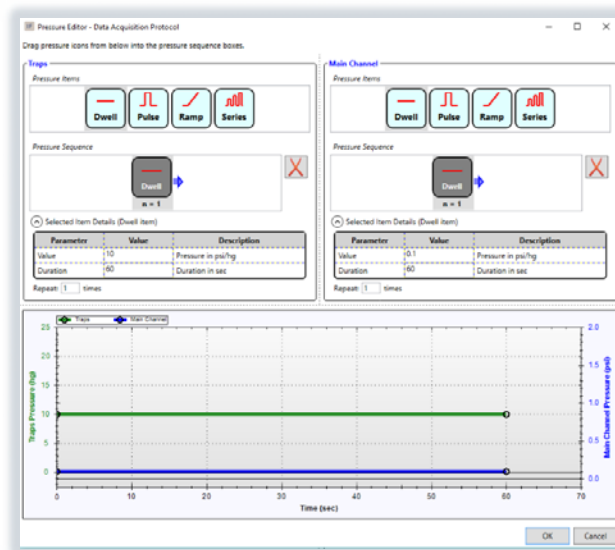 Pressure Editor - Data Acquisition Protocol
Drag pressure icons from below into the pressure sequence boxes.
Traps
Pressure Items
Dwell Pulse Ramp Series
Pressure Sequence
Dwell
n = 1
Selected Item Details (Dwell item)
Parameter Value Description
Value 10 Pressure in psi/hg
Duration 60 Duration in sec
Repeat: 1 times
Main Channel
Pressure Items
Dwell Pulse Ramp Series
Pressure Sequence
Dwell
n = 1
Selected Item Details (Dwell item)
Parameter Value Description
Value 0.1 Pressure in psi/hg
Duration 60 Duration in sec
Repeat: 1 times
Traps Main Channel
Traps Pressure (hg)
25
20
15
10
5
0
Main Channel Pressure (psi)
2.0
1.5
1.0
0.5
0.0
0 10 20 30 40 50 60 70
Time (sec)
OK Cancel